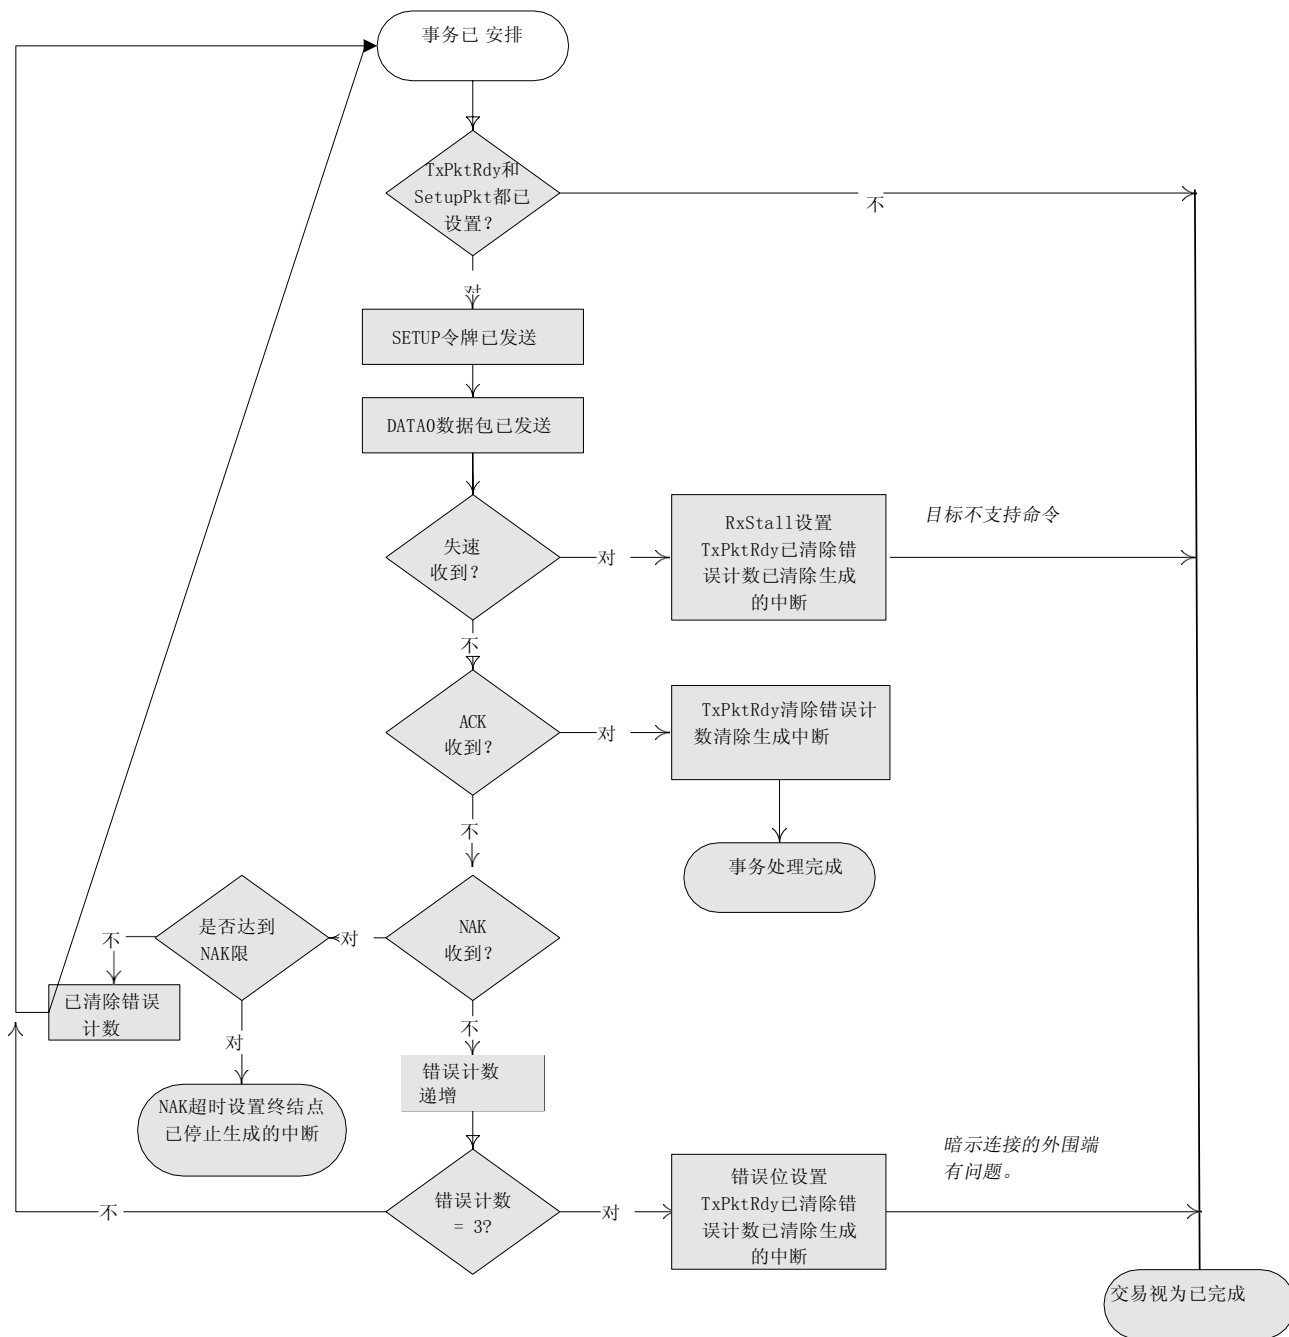 事务已 安排
TxPktRdy和
SetupPkt都已
设置?
不
对
SETUP令牌已发送
DATA0数据包已发送
失速
收到?
对
RxStall设置
TxPktRdy已清除错
误计数已清除生成
的中断
目标不支持命令
不
ACK
收到?
对
TxPktRdy清除错误计
数清除生成中断
不
事务处理完成
NAK
收到?
对
是否达到
NAK限
不
已清除错误
计数
对
NAK超时设置终结点
已停止生成的中断
不
错误计数
递增
错误计数
= 3?
不
对
错误位设置
TxPktRdy已清除错
误计数已清除生成
的中断
暗示连接的外围端
有问题。
交易视为已完成